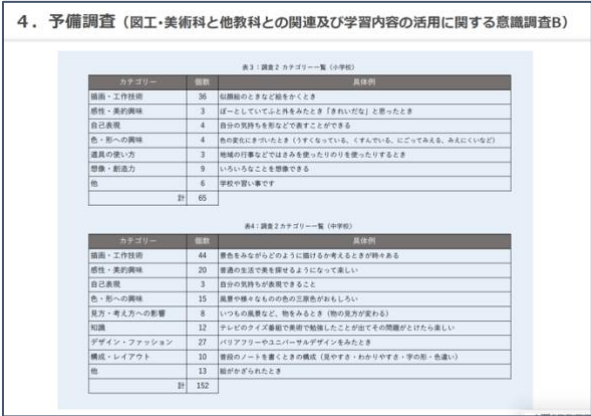 4．予備調査（図工・美術科と他教科との関連及び学習内容の活用に関する意識調査B）
表3：調査2 カテゴリー一覧（小学校）
カテゴリー 個数 具体例
描画・工作技術 36 似顔絵のときなど絵をかくとき
感性・美的興味 3 ぼーとしていてふと外をみたとき「きれいだな」と思ったとき
自己表現 4 自分の気持ちを形などで表すことができる
色・形への興味 4 色の変化にきづいたとき（うすくなっている、くすんでいる、にごってみえる、みえにくいなど）
道具の使い方 3 地域の行事などではさみを使ったりのりを使ったりするとき
想像・創造力 9 いろいろなことを想像できる
他 6 学校や習い事です
計 65
表4：調査2カテゴリー一覧（中学校）
カテゴリー 個数 具体例
描画・工作技術 44 景色をみながらどのように描けるか考えるときが時々ある
感性・美的興味 20 普通の生活で美を探せるようになって楽しい
自己表現 3 自分の気持ちが表現できること
色・形への興味 15 風景や様々なものの色の三原色がおもしろい
見方・考え方への影響 8 いつもの風景など、物をみるとき（物の見方が変わる）
知識 12 テレビのクイズ番組で美術で勉強したことが出てその問題がとけたら楽しい
デザイン・ファッション 27 バリアフリーやユニバーサルデザインをみたとき
構成・レイアウト 10 普段のノートを書くときの構成（見やすさ・わかりやすさ・字の形・色違い）
他 13 絵がかざられたとき
計 152